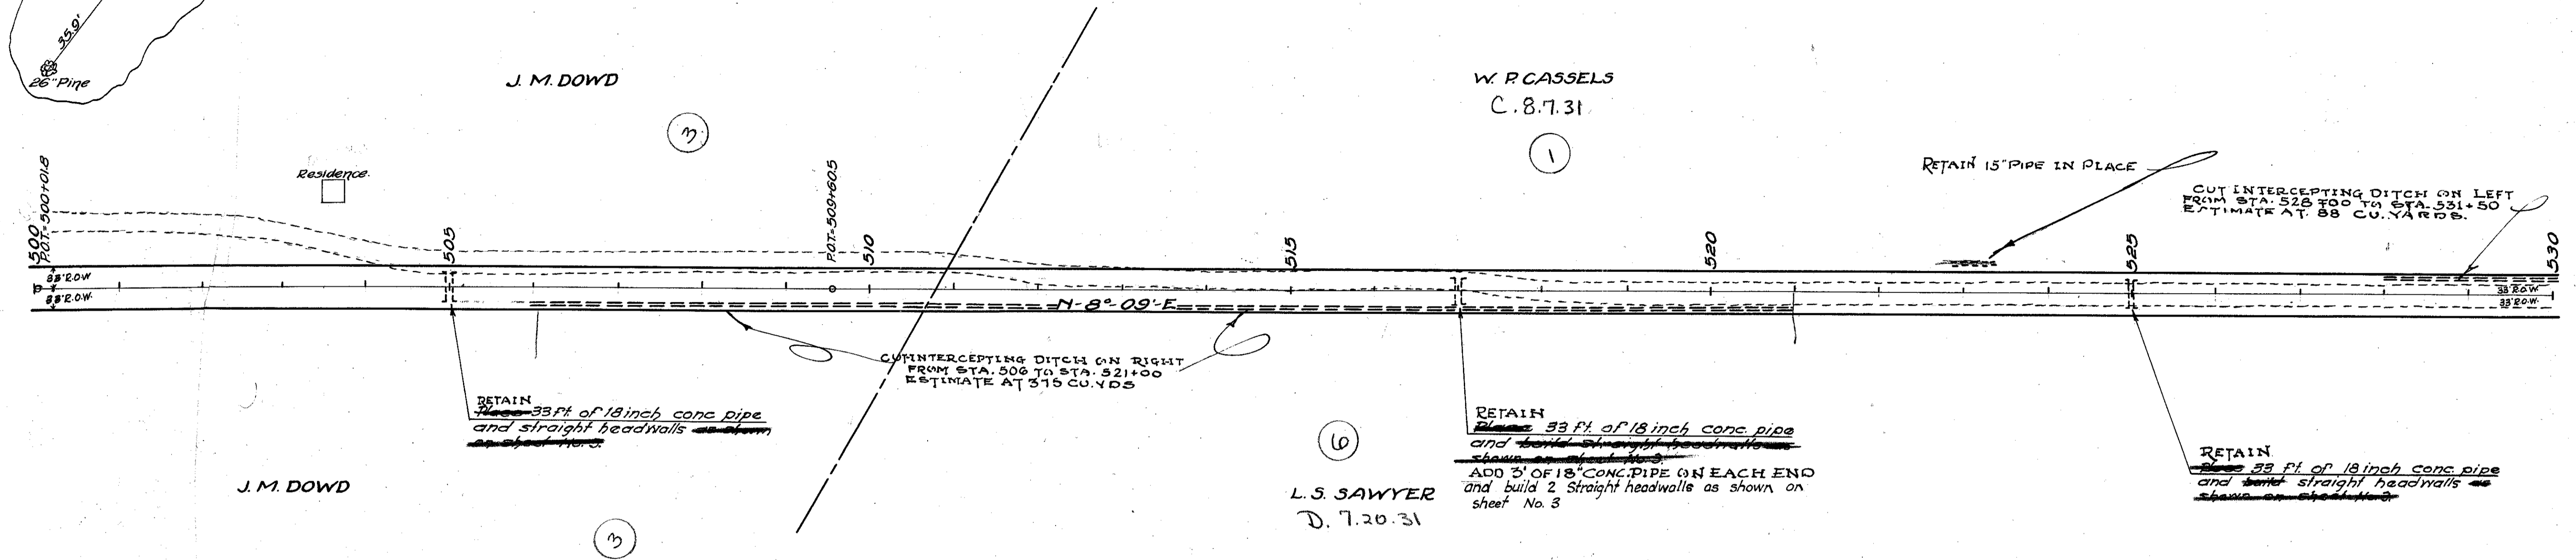 35.9'
26" Pine
J. M. DOWD
3
W. P. CASSELS
C. 8.7.31
1
Residence.
RETAIN 15" PIPE IN PLACE
CUT INTERCEPTING DITCH ON LEFT
FROM STA. 528+00 TO STA. 531+50
ESTIMATE AT 88 CU. YARDS.
500
P.O.T.=500+01.8
505
P.O.T.=509+60.5
510
515
520
525
530
33' R.O.W.
33' R.O.W.
N-8°09'-E
33' R.O.W.
33' R.O.W.
CUT INTERCEPTING DITCH ON RIGHT
FROM STA. 506 TO STA. 521+00
ESTIMATE AT 375 CU. YDS
RETAIN
Place 33 ft. of 18 inch conc pipe
and straight headwalls as shown
on sheet No. 3.
RETAIN
Place 33 ft. of 18 inch conc. pipe
and build straight headwalls as
shown on sheet No. 3.
ADD 3' OF 18" CONC. PIPE ON EACH END
and build 2 Straight headwalls as shown on
sheet No. 3
RETAIN
Place 33 ft. of 18 inch conc pipe
and build straight headwalls as
shown on sheet No. 3.
J. M. DOWD
3
6
L. S. SAWYER
D. 7.20.31